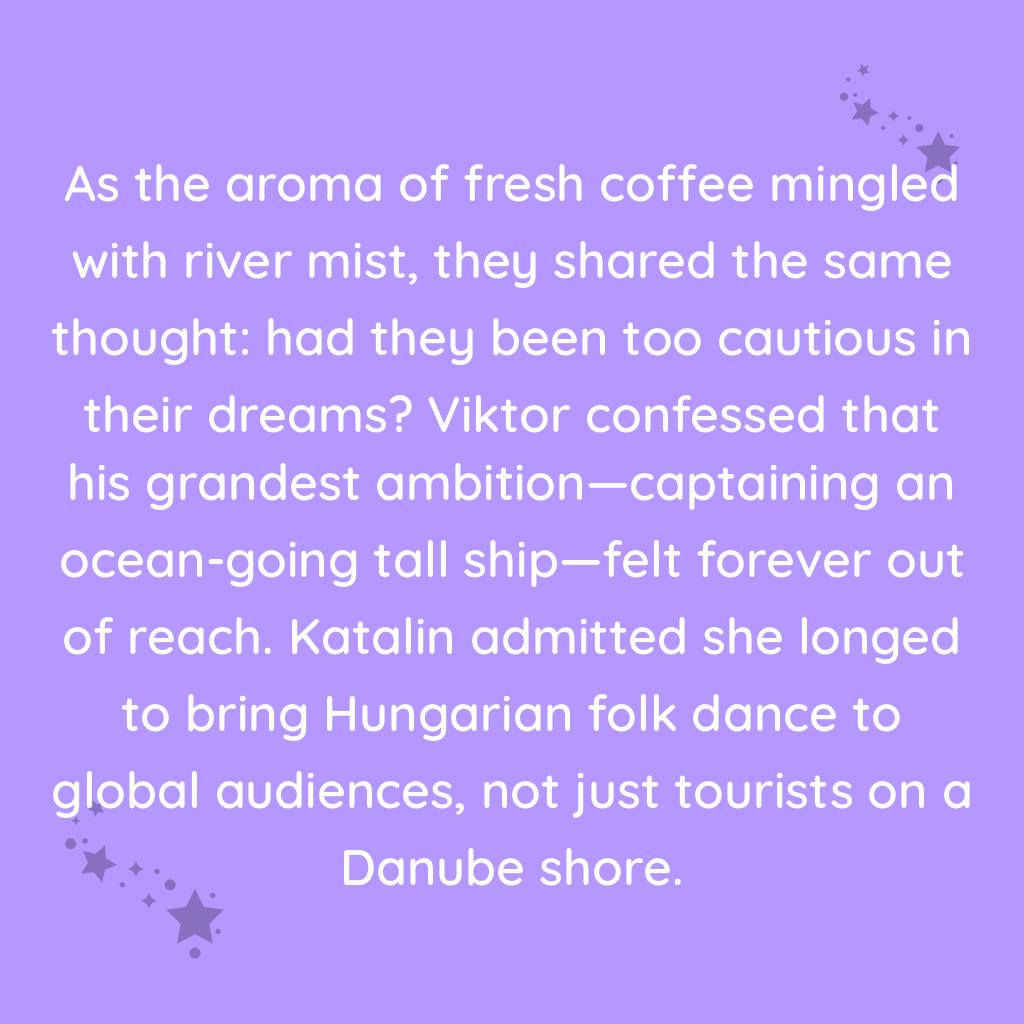 As the aroma of fresh coffee mingled
with river mist, they shared the same
thought: had they been too cautious in
their dreams? Viktor confessed that
his grandest ambition—captaining an
ocean-going tall ship—felt forever out
of reach. Katalin admitted she longed
to bring Hungarian folk dance to
global audiences, not just tourists on a
Danube shore.